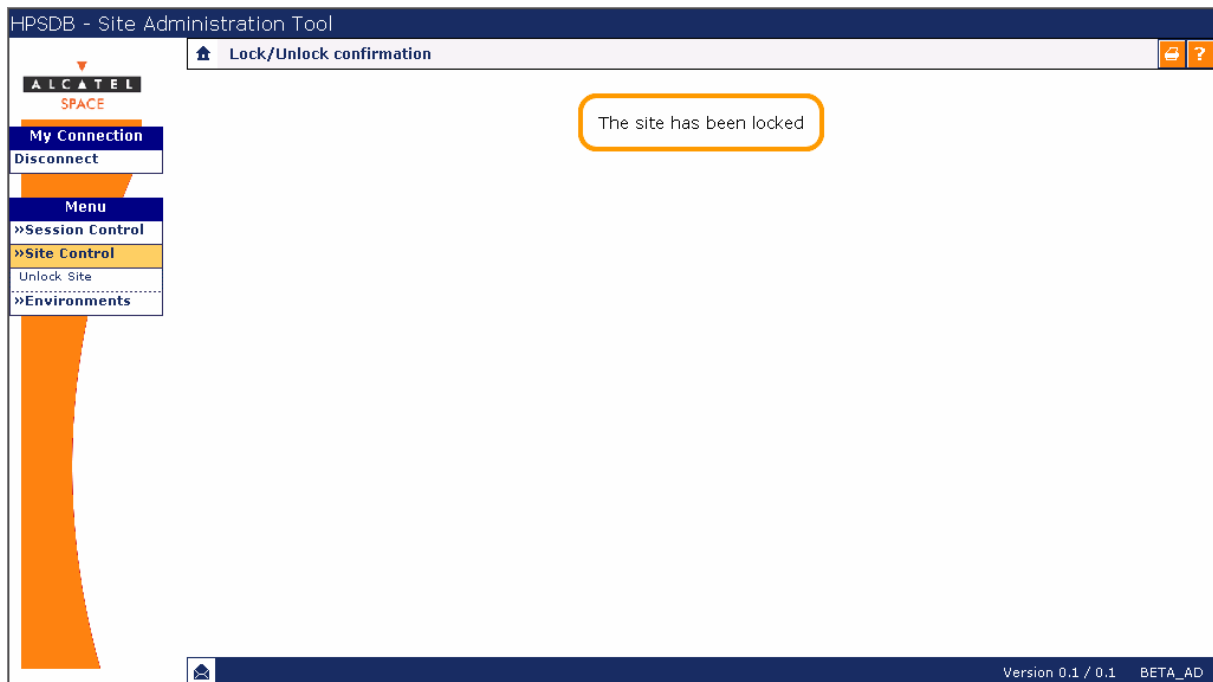 HPSDB - Site Administration Tool
Lock/Unlock confirmation
?
ALCATEL
SPACE
The site has been locked
My Connection
Disconnect
Menu
»Session Control
»Site Control
Unlock Site
»Environments
Version 0.1 / 0.1 BETA_AD